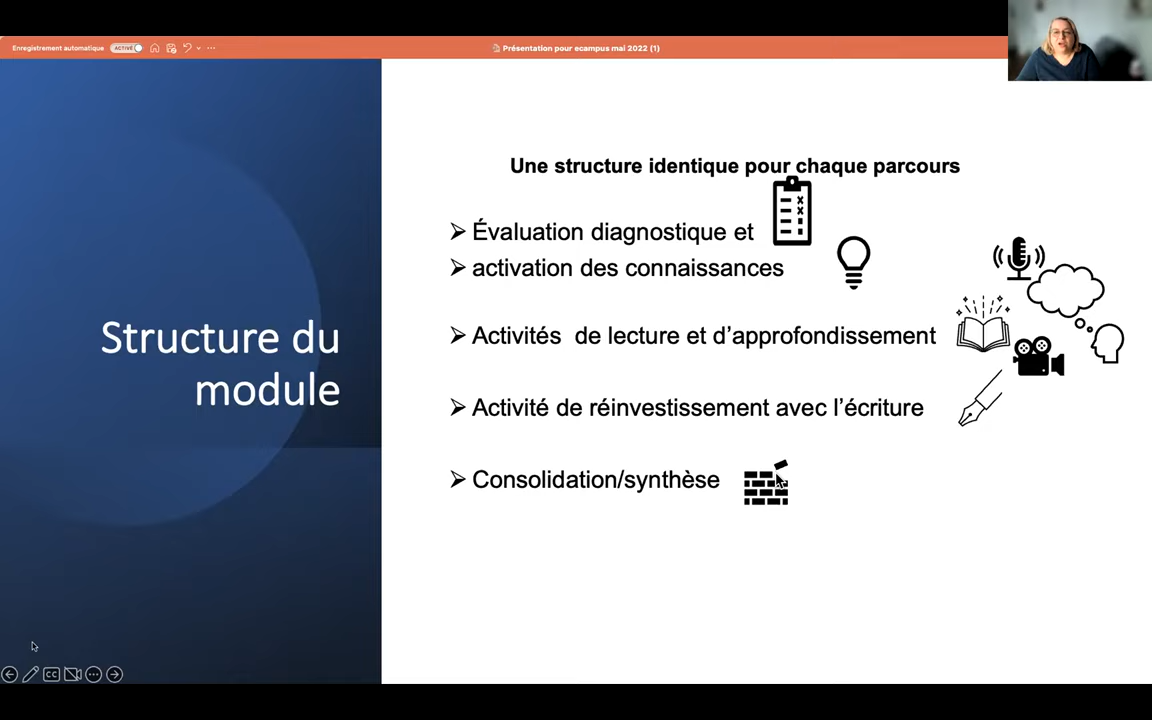 Enregistrement automatique ACTIVÉ
Présentation pour ecampus mai 2022 (1)
Structure du
module
Une structure identique pour chaque parcours
➢ Évaluation diagnostique et
➢ activation des connaissances
➢ Activités de lecture et d’approfondissement
➢ Activité de réinvestissement avec l’écriture
➢ Consolidation/synthèse
CC